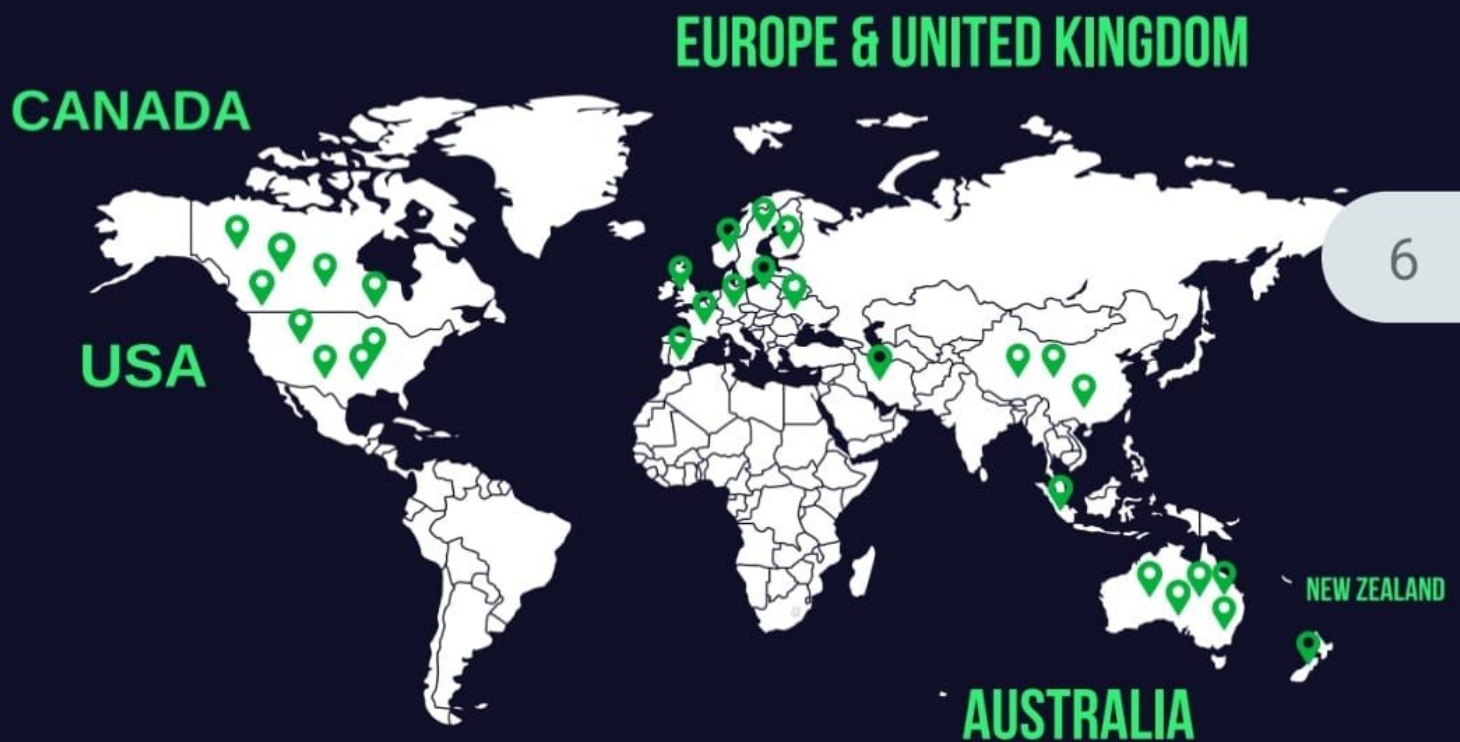 EUROPE & UNITED KINGDOM
CANADA
6
USA
NEW ZEALAND
AUSTRALIA